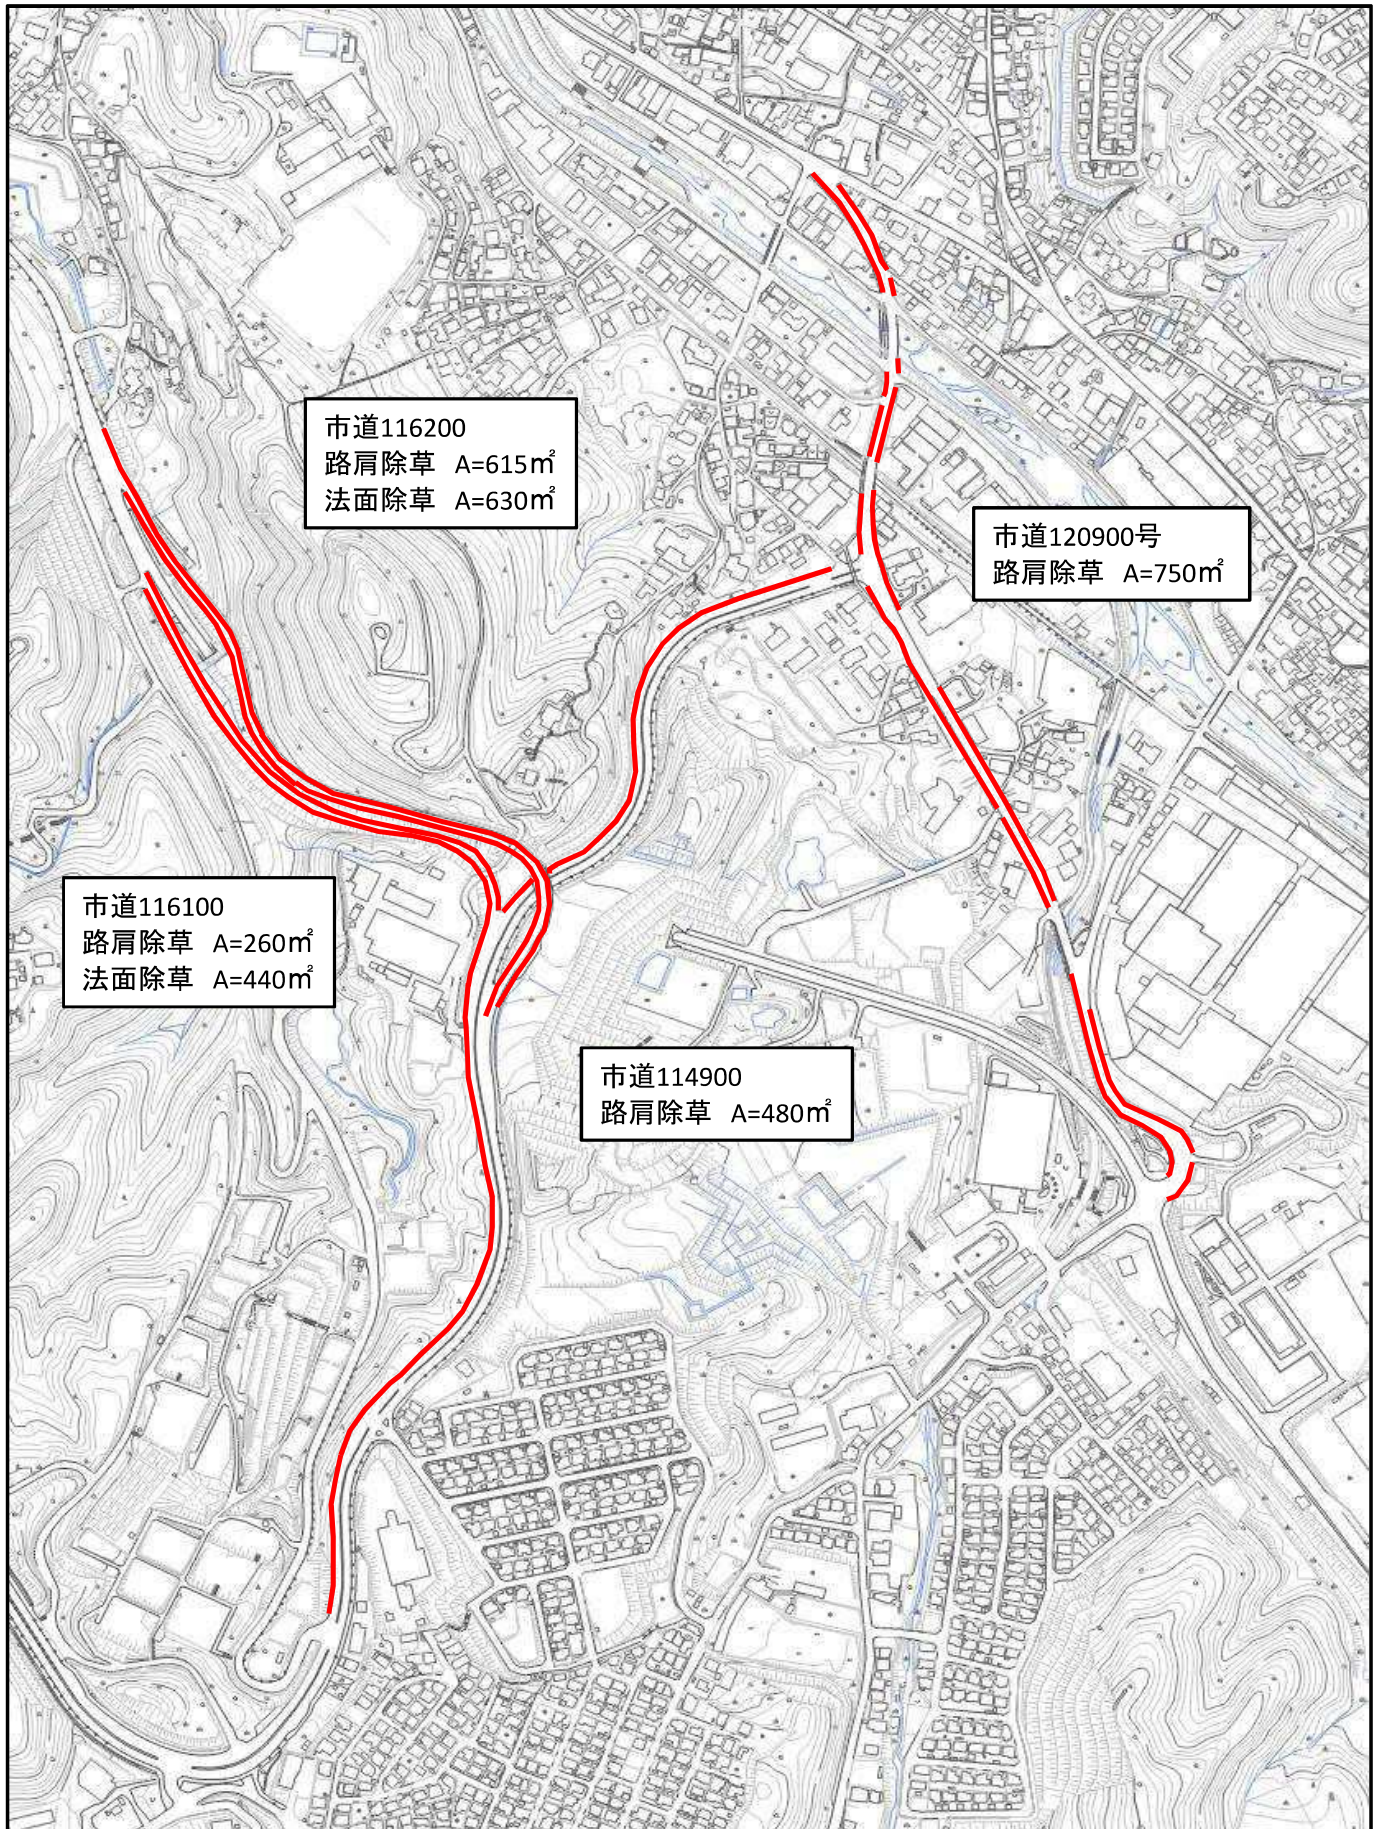 市道116200
路肩除草 A=615㎡
法面除草 A=630㎡
市道120900号
路肩除草 A=750㎡
市道116100
路肩除草 A=260㎡
法面除草 A=440㎡
市道114900
路肩除草 A=480㎡